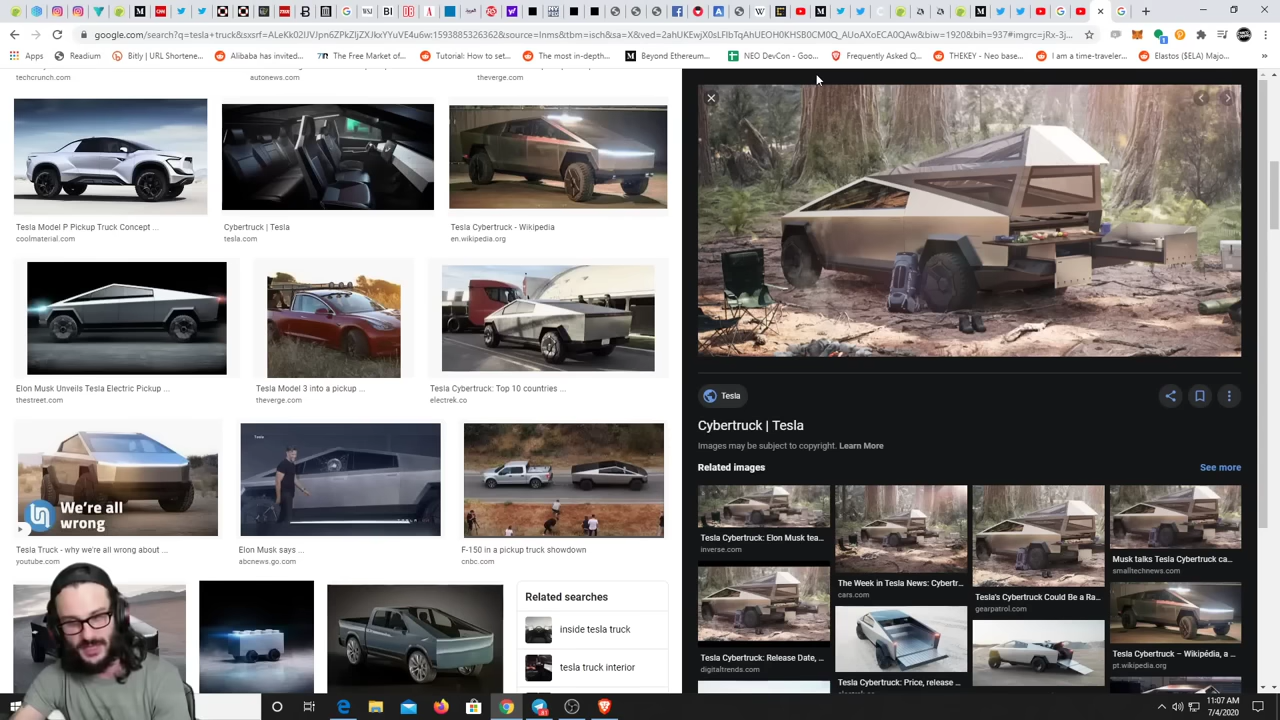 google.com/search?q=tesla+truck&sxsrf=ALeKk02UVJpn6ZPkZIjZXJkxYYuUE4u6w:1593885526362&source=lnms&tbm=isch&sa=X&ved=2ahUKEwjX0sLFlbTqAhUEOH0KHSB0CM0Q_AUoAXoECA0QAw&biw=1920&bih=937#imgrc=jRx-3j...
Apps
Readium
Bitly | URL Shortene...
Alibaba has invited...
The Free Market of...
Tutorial: How to set...
The most in-depth...
Beyond Ethereum...
NEO DevCon - Goo...
Frequently Asked Q...
THEKEY - Neo base...
I am a time-traveler...
Elastos ($ELA) Majo...
techcrunch.com
autonews.com
theverge.com
Tesla Model P Pickup Truck Concept ...
coolmaterial.com
Cybertruck | Tesla
tesla.com
Tesla Cybertruck - Wikipedia
en.wikipedia.org
Elon Musk Unveils Tesla Electric Pickup ...
thestreet.com
Tesla Model 3 into a pickup ...
theverge.com
Tesla Cybertruck: Top 10 countries ...
electrek.co
We're all
wrong
Tesla Truck - why we're all wrong about ...
youtube.com
Elon Musk says ...
abcnews.go.com
F-150 in a pickup truck showdown
cnbc.com
Related searches
inside tesla truck
tesla truck interior
Tesla
Cybertruck | Tesla
Images may be subject to copyright. Learn More
Related images
See more
Tesla Cybertruck: Elon Musk tea...
inverse.com
The Week in Tesla News: Cybertr...
cars.com
Tesla's Cybertruck Could Be a Ra...
gearpatrol.com
Musk talks Tesla Cybertruck ca...
smalltechnews.com
Tesla Cybertruck: Release Date, ...
digitaltrends.com
Tesla Cybertruck: Price, release ...
Tesla Cybertruck – Wikipédia, a ...
pt.wikipedia.org
11:07 AM
7/4/2020